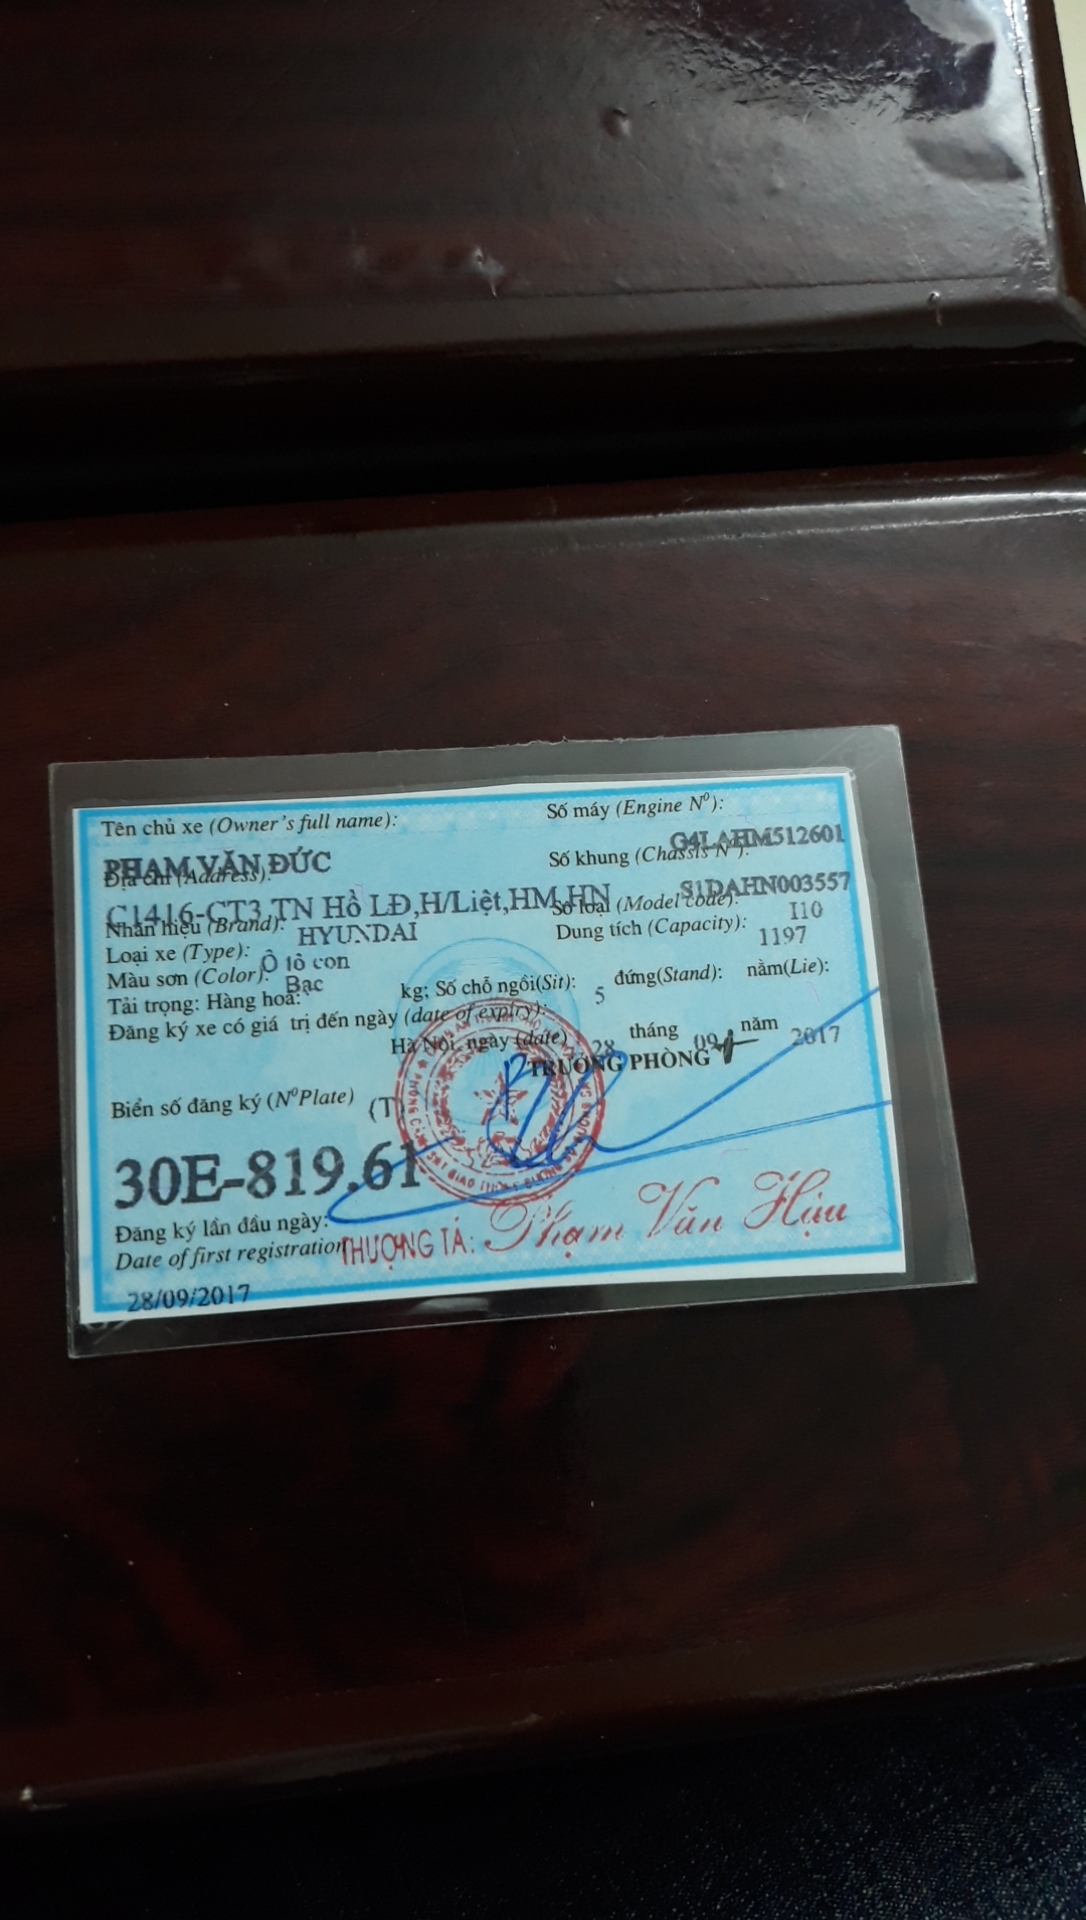 Tên chủ xe (Owner's full name):
Số máy (Engine Nº):
G4LAHM512601
PHẠM VĂN ĐỨC
Số khung (Chassis Nº):
Địa chỉ (Address):
S1DAHN003557
C1416-CT3,TN Hồ LĐ,H/Liệt,HM,HN
Số loại (Model code):
I10
Nhãn hiệu (Brand):
HYUNDAI
Dung tích (Capacity):
1197
Loại xe (Type):
Ô tô con
Màu sơn (Color):
Bạc
Tải trọng: Hàng hoá:
kg; Số chỗ ngồi(Sit):
5
đứng(Stand):
nằm(Lie):
Đăng ký xe có giá trị đến ngày (date of expiry):
Hà Nội, ngày (date) 28 tháng 09 năm 2017
TRƯỞNG PHÒNG
Biển số đăng ký (NºPlate)
(T)
30E-819.61
Đăng ký lần đầu ngày:
Date of first registration
THƯỢNG TÁ: Phạm Văn Hậu
28/09/2017